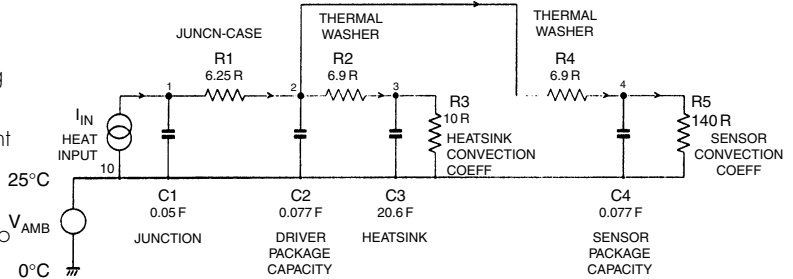 THERMAL
WASHER
THERMAL
WASHER
JUNCN-CASE
R1
6.25 R
R2
6.9 R
R4
6.9 R
1
2
3
4
R3
10 R
HEATSINK
CONVECTION
COEFF
R5
140 R
SENSOR
CONVECTION
COEFF
I IN
HEAT
INPUT
10
25°C
V AMB
0°C
C1
0.05 F
C2
0.077 F
C3
20.6 F
C4
0.077 F
JUNCTION
DRIVER
PACKAGE
CAPACITY
HEATSINK
SENSOR
PACKAGE
CAPACITY